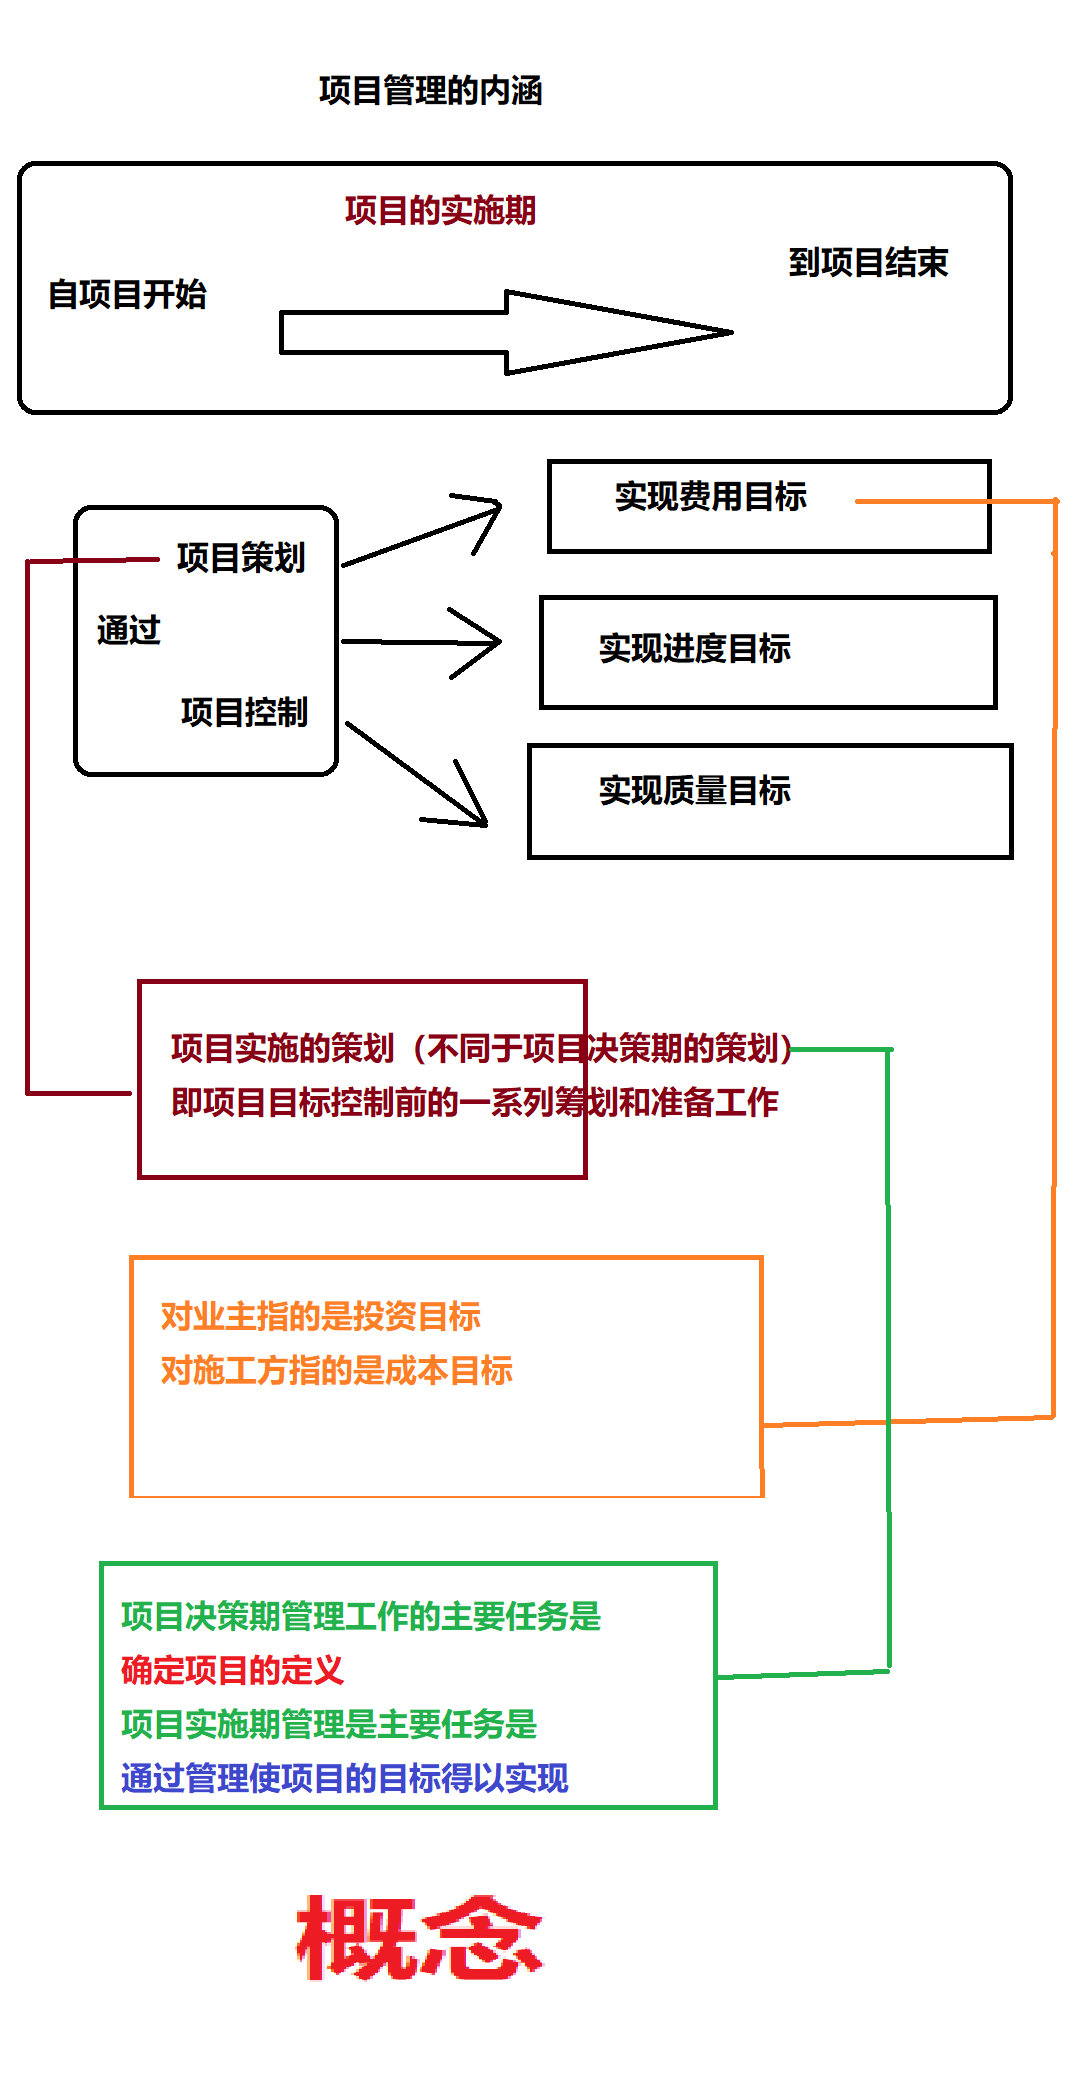 项目管理的内涵
项目的实施期
到项目结束
自项目开始
实现费用目标
项目策划
通过
实现进度目标
项目控制
实现质量目标
项目实施的策划（不同于项目决策期的策划）
即项目目标控制前的一系列筹划和准备工作
对业主指的是投资目标
对施工方指的是成本目标
项目决策期管理工作的主要任务是
确定项目的定义
项目实施期管理是主要任务是
通过管理使项目的目标得以实现
概念